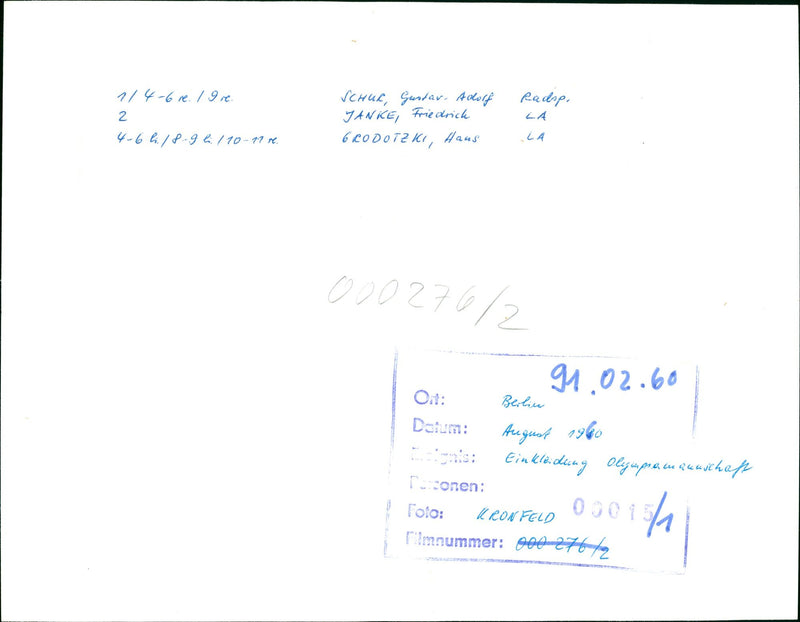 1 / 4-6 re. / 9 re. SCHUR, Gustav-Adolf Radsp.
2 JANKE, Friedrich LA
4-6 li. / 8-9 li. / 10-11 re. GRODOTZKI, Hans LA
000276/2
91.02.60
Ort: Berlin
Datum: August 1960
Ereignis: Einkleidung Olympiamannschaft
Personen:
Foto: KRONFELD 00015/1
Filmnummer: 000 276/2